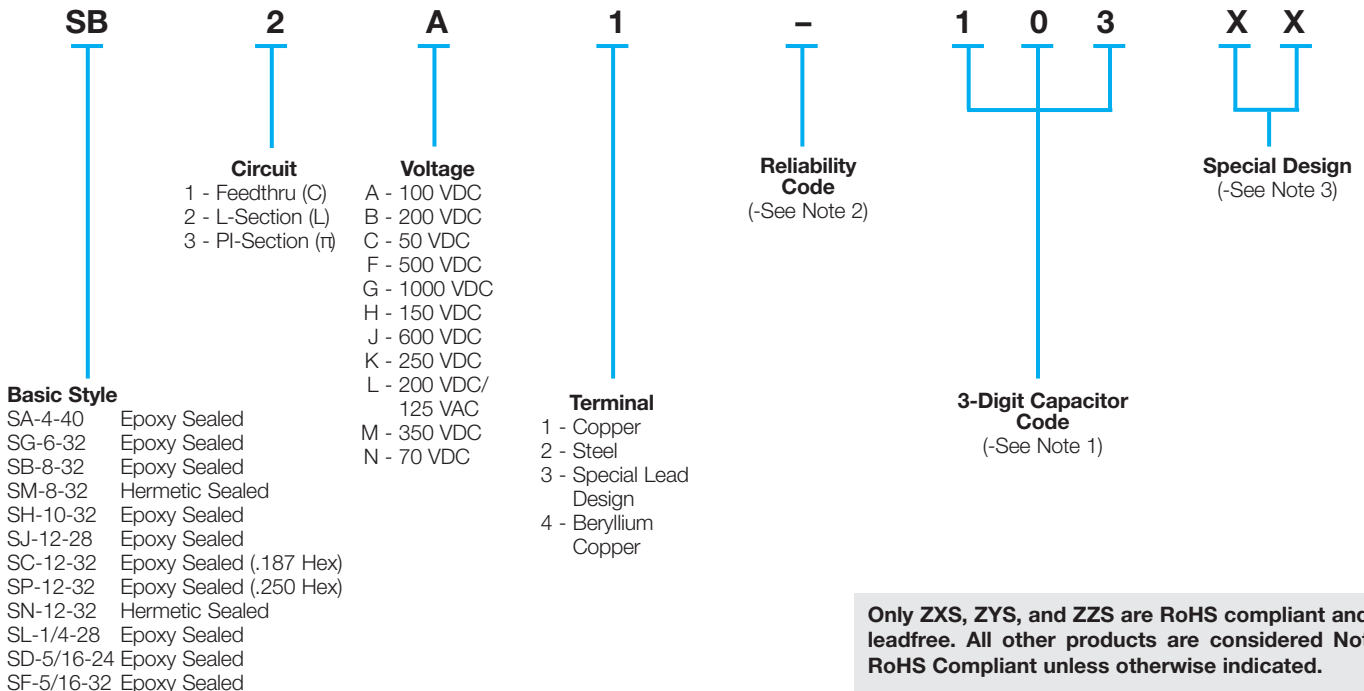 SB 2 A 1 – 1 0 3 X X
Circuit
1 - Feedthru (C)
2 - L-Section (L)
3 - PI-Section (π)
Voltage
A - 100 VDC
B - 200 VDC
C - 50 VDC
F - 500 VDC
G - 1000 VDC
H - 150 VDC
J - 600 VDC
K - 250 VDC
L - 200 VDC/
125 VAC
M - 350 VDC
N - 70 VDC
Reliability
Code
(-See Note 2)
Special Design
(-See Note 3)
Basic Style
SA-4-40 Epoxy Sealed
SG-6-32 Epoxy Sealed
SB-8-32 Epoxy Sealed
SM-8-32 Hermetic Sealed
SH-10-32 Epoxy Sealed
SJ-12-28 Epoxy Sealed
SC-12-32 Epoxy Sealed (.187 Hex)
SP-12-32 Epoxy Sealed (.250 Hex)
SN-12-32 Hermetic Sealed
SL-1/4-28 Epoxy Sealed
SD-5/16-24 Epoxy Sealed
SF-5/16-32 Epoxy Sealed
Terminal
1 - Copper
2 - Steel
3 - Special Lead
Design
4 - Beryllium
Copper
3-Digit Capacitor
Code
(-See Note 1)
Only ZXS, ZYS, and ZZS are RoHS compliant and
leadfree. All other products are considered Not
RoHS Compliant unless otherwise indicated.